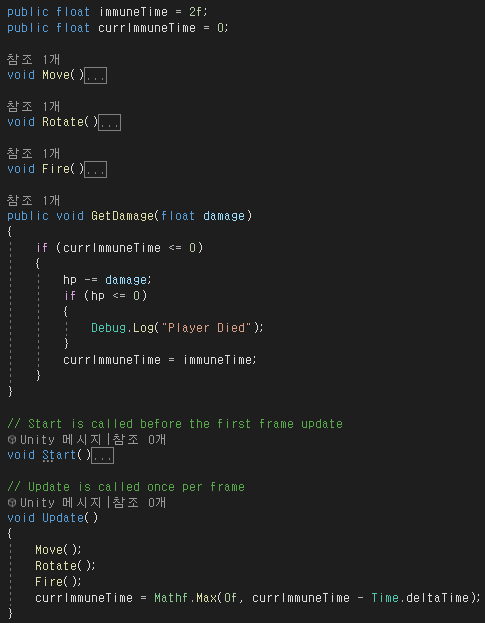 public float immuneTime = 2f;
public float currImmuneTime = 0;
참조 1개
void Move()...
참조 1개
void Rotate()...
참조 1개
void Fire()...
참조 1개
public void GetDamage(float damage)
{
if (currImmuneTime <= 0)
{
hp -= damage;
if (hp <= 0)
{
Debug.Log("Player Died");
}
currImmuneTime = immuneTime;
}
}
// Start is called before the first frame update
Unity 메시지|참조 0개
void Start()...
// Update is called once per frame
Unity 메시지|참조 0개
void Update()
{
Move();
Rotate();
Fire();
currImmuneTime = Mathf.Max(0f, currImmuneTime - Time.deltaTime);
}